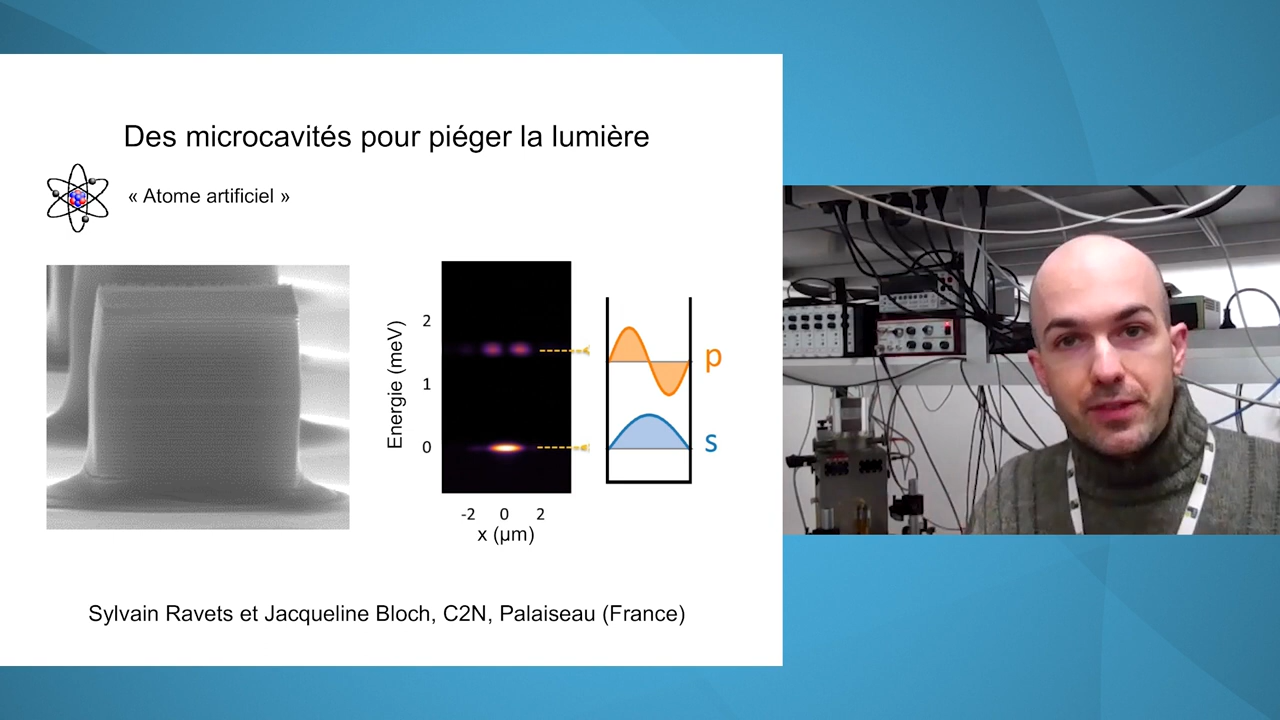 Des microcavités pour piéger la lumière
« Atome artificiel »
Energie (meV)
2
1
0
-2 0 2
x (µm)
p
s
Sylvain Ravets et Jacqueline Bloch, C2N, Palaiseau (France)